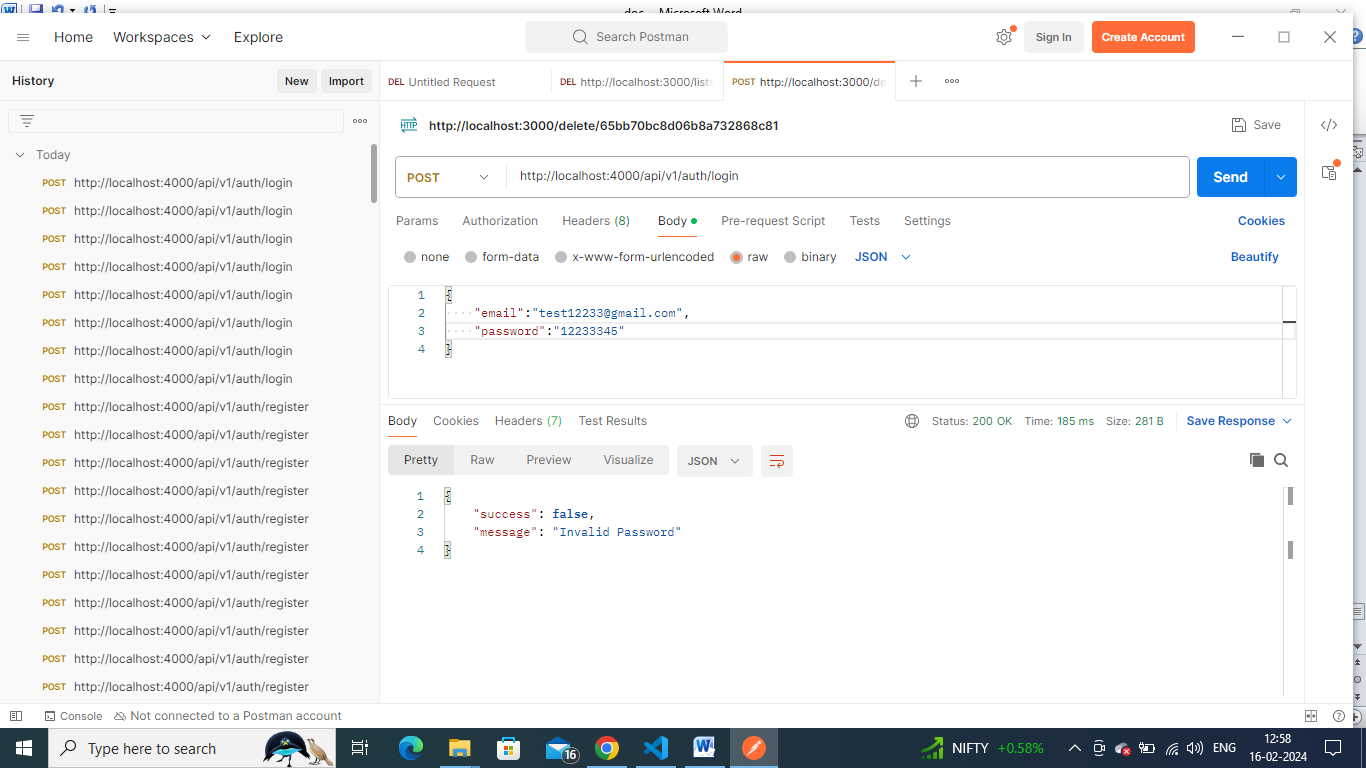 doc - Microsoft Word
Home
Workspaces
Explore
Search Postman
Sign In
Create Account
History
New
Import
DEL Untitled Request
DEL http://localhost:3000/lists
POST http://localhost:3000/de
HTTP http://localhost:3000/delete/65bb70bc8d06b8a732868c81
Save
Today
POST http://localhost:4000/api/v1/auth/login
POST http://localhost:4000/api/v1/auth/login
POST http://localhost:4000/api/v1/auth/login
POST http://localhost:4000/api/v1/auth/login
POST http://localhost:4000/api/v1/auth/login
POST http://localhost:4000/api/v1/auth/login
POST http://localhost:4000/api/v1/auth/login
POST http://localhost:4000/api/v1/auth/login
POST http://localhost:4000/api/v1/auth/register
POST http://localhost:4000/api/v1/auth/register
POST http://localhost:4000/api/v1/auth/register
POST http://localhost:4000/api/v1/auth/register
POST http://localhost:4000/api/v1/auth/register
POST http://localhost:4000/api/v1/auth/register
POST http://localhost:4000/api/v1/auth/register
POST http://localhost:4000/api/v1/auth/register
POST http://localhost:4000/api/v1/auth/register
POST http://localhost:4000/api/v1/auth/register
POST http://localhost:4000/api/v1/auth/register
POST
http://localhost:4000/api/v1/auth/login
Send
Params
Authorization
Headers (8)
Body
Pre-request Script
Tests
Settings
Cookies
none
form-data
x-www-form-urlencoded
raw
binary
JSON
Beautify
1 {
2 "email":"test12233@gmail.com",
3 "password":"12233345"
4 }
Body
Cookies
Headers (7)
Test Results
Status: 200 OK
Time: 185 ms
Size: 281 B
Save Response
Pretty
Raw
Preview
Visualize
JSON
1 {
2 "success": false,
3 "message": "Invalid Password"
4 }
Console
Not connected to a Postman account
Type here to search
16
NIFTY +0.58%
ENG
12:58
16-02-2024